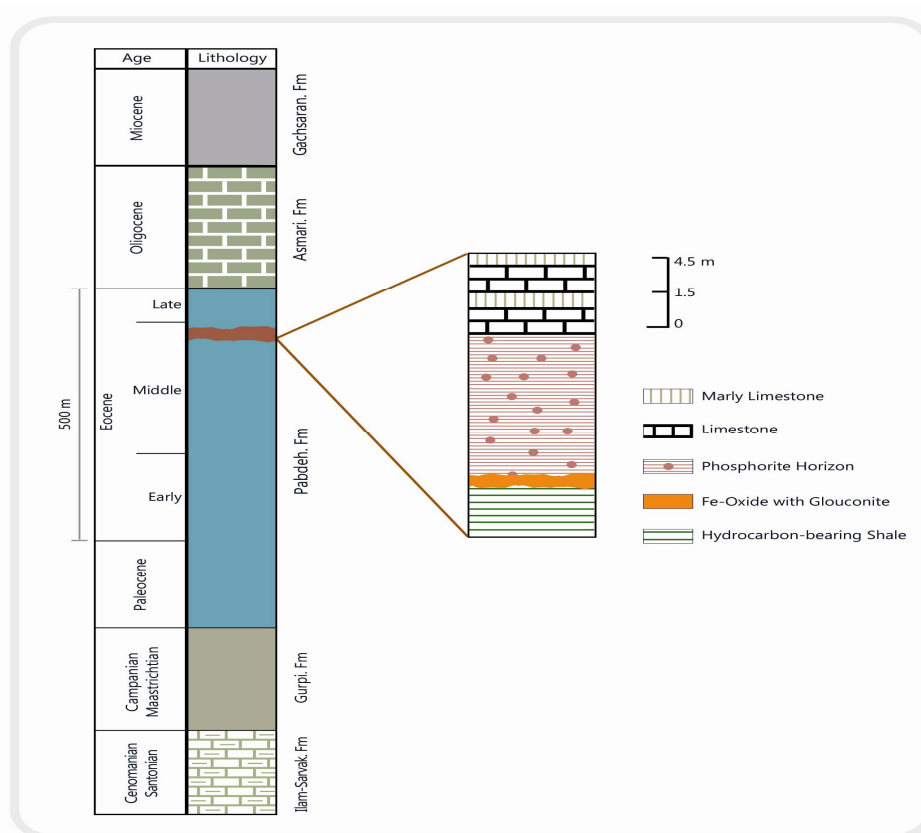 Age
Lithology
Miocene
Gachsaran. Fm
Oligocene
Asmari. Fm
500 m
Eocene
Late
Middle
Early
Pabdeh. Fm
Paleocene
Campanian
Maastrichtian
Gurpi. Fm
Cenomanian
Santonian
Ilam-Sarvak. Fm
4.5 m
1.5
0
Marly Limestone
Limestone
Phosphorite Horizon
Fe-Oxide with Glouconite
Hydrocarbon-bearing Shale